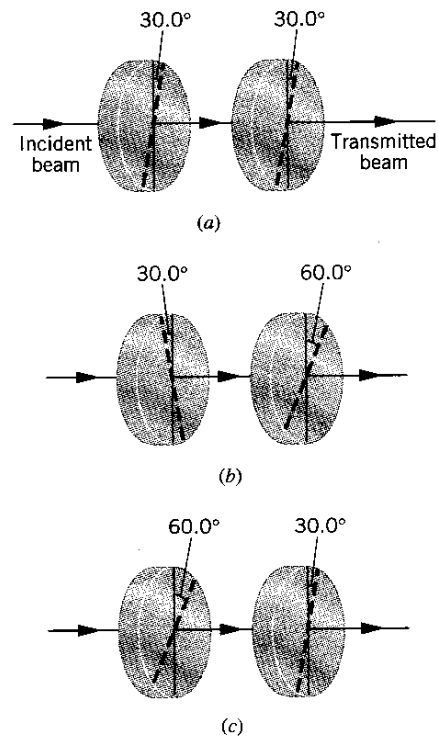 30.0° 30.0°
Incident beam
Transmitted beam
(a)
30.0° 60.0°
(b)
60.0° 30.0°
(c)